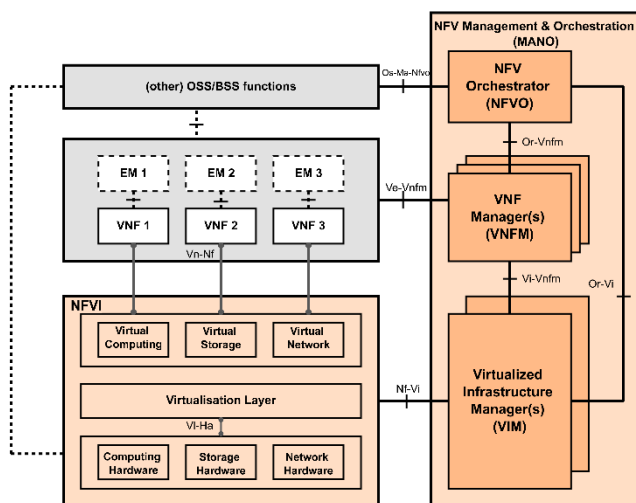 NFV Management & Orchestration
(MANO)
Os-Ma-Nfvo
(other) OSS/BSS functions
NFV
Orchestrator
(NFVO)
Or-Vnfm
EM 1
EM 2
EM 3
Ve-Vnfm
VNF
Manager(s)
(VNFM)
VNF 1
VNF 2
VNF 3
Vn-Nf
Vi-Vnfm
Or-Vi
NFVI
Virtual
Computing
Virtual
Storage
Virtual
Network
Virtualisation Layer
Nf-Vi
Virtualized
Infrastructure
Manager(s)
(VIM)
Vl-Ha
Computing
Hardware
Storage
Hardware
Network
Hardware